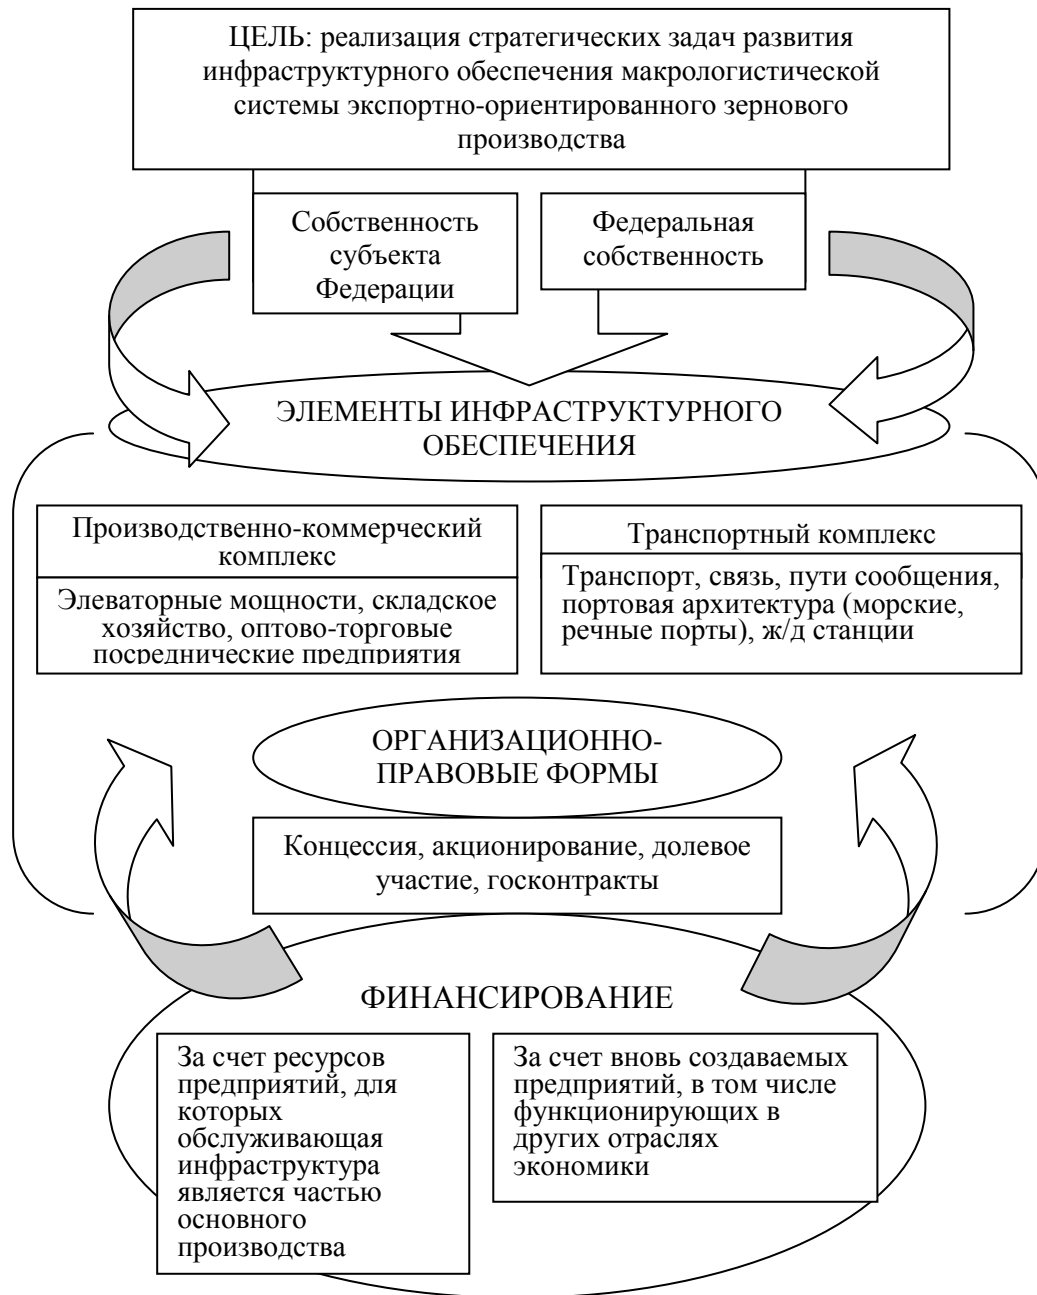 ЦЕЛЬ: реализация стратегических задач развития
инфраструктурного обеспечения макрологистической
системы экспортно-ориентированного зернового
производства
Собственность
субъекта
Федерации
Федеральная
собственность
ЭЛЕМЕНТЫ ИНФРАСТРУКТУРНОГО
ОБЕСПЕЧЕНИЯ
Производственно-коммерческий
комплекс
Элеваторные мощности, складское
хозяйство, оптово-торговые
посреднические предприятия
Транспортный комплекс
Транспорт, связь, пути сообщения,
портовая архитектура (морские,
речные порты), ж/д станции
ОРГАНИЗАЦИОННО-
ПРАВОВЫЕ ФОРМЫ
Концессия, акционирование, долевое
участие, госконтракты
ФИНАНСИРОВАНИЕ
За счет ресурсов
предприятий, для
которых
обслуживающая
инфраструктура
является частью
основного
производства
За счет вновь создаваемых
предприятий, в том числе
функционирующих в
других отраслях
экономики